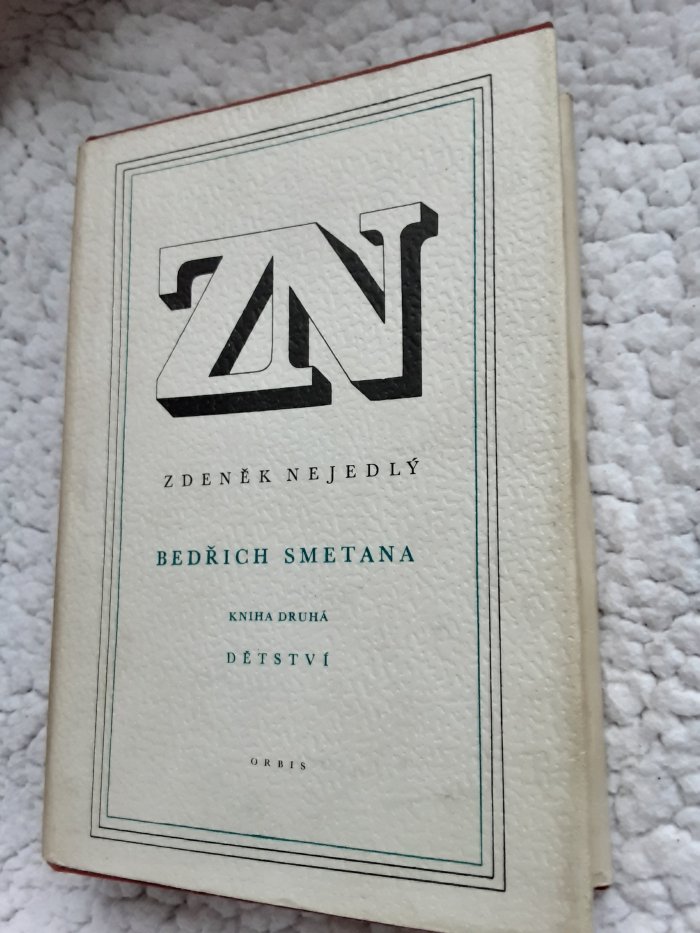 ZN
ZDENĚK NEJEDLÝ
BEDŘICH SMETANA
KNIHA DRUHÁ
DĚTSTVÍ
ORBIS